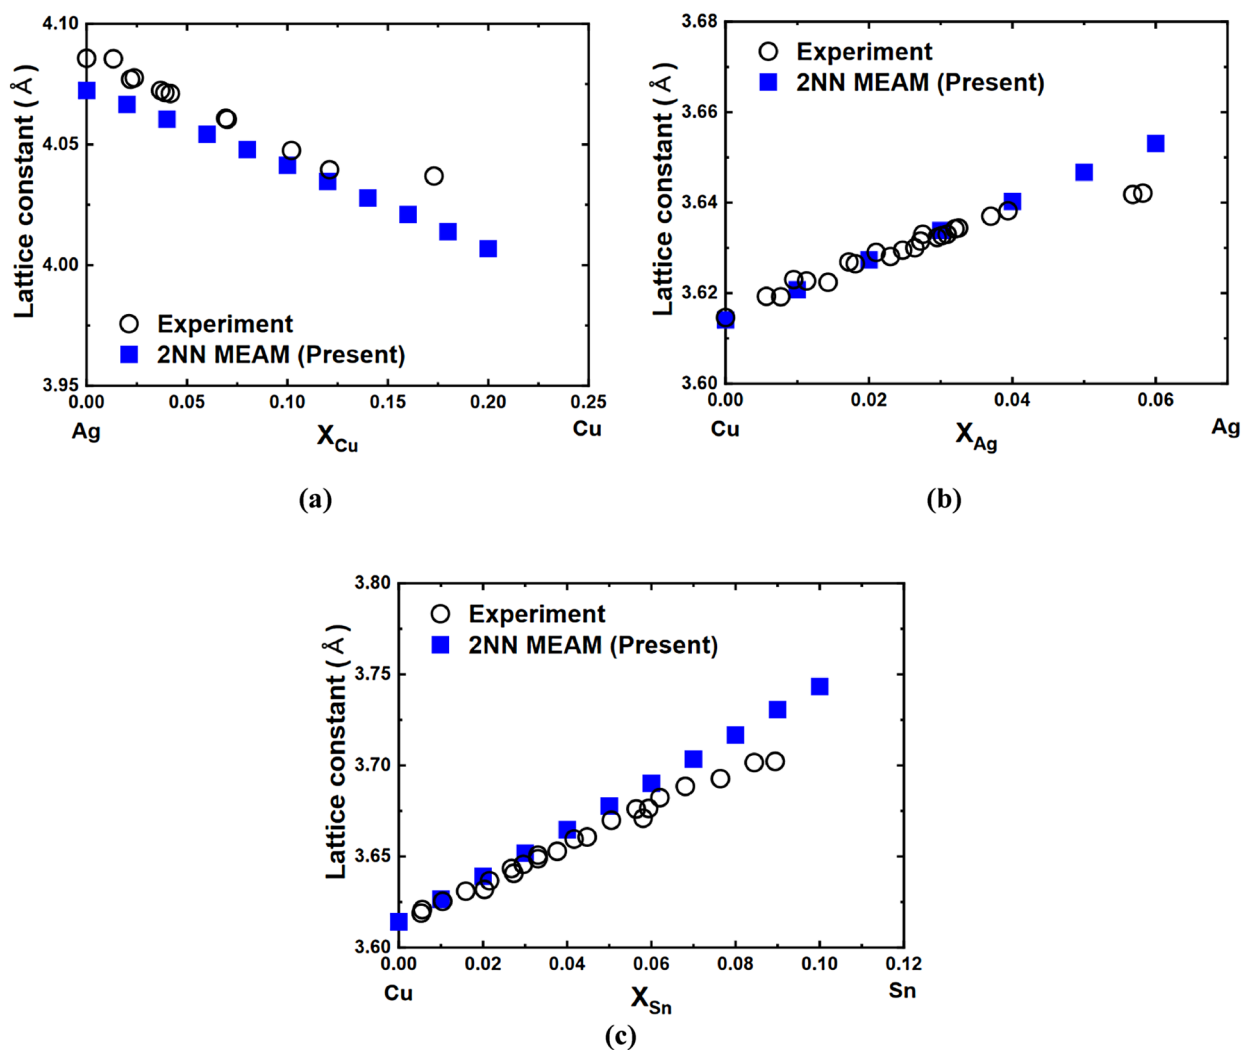 4.10
4.05
4.00
3.95
Lattice constant ( Å )
Experiment
2NN MEAM (Present)
0.00 0.05 0.10 0.15 0.20 0.25
Ag X_Cu Cu
(a)
3.68
3.66
3.64
3.62
3.60
Lattice constant ( Å )
Experiment
2NN MEAM (Present)
0.00 0.02 0.04 0.06
Cu X_Ag Ag
(b)
3.80
3.75
3.70
3.65
3.60
Lattice constant ( Å )
Experiment
2NN MEAM (Present)
0.00 0.02 0.04 0.06 0.08 0.10 0.12
Cu X_Sn Sn
(c)